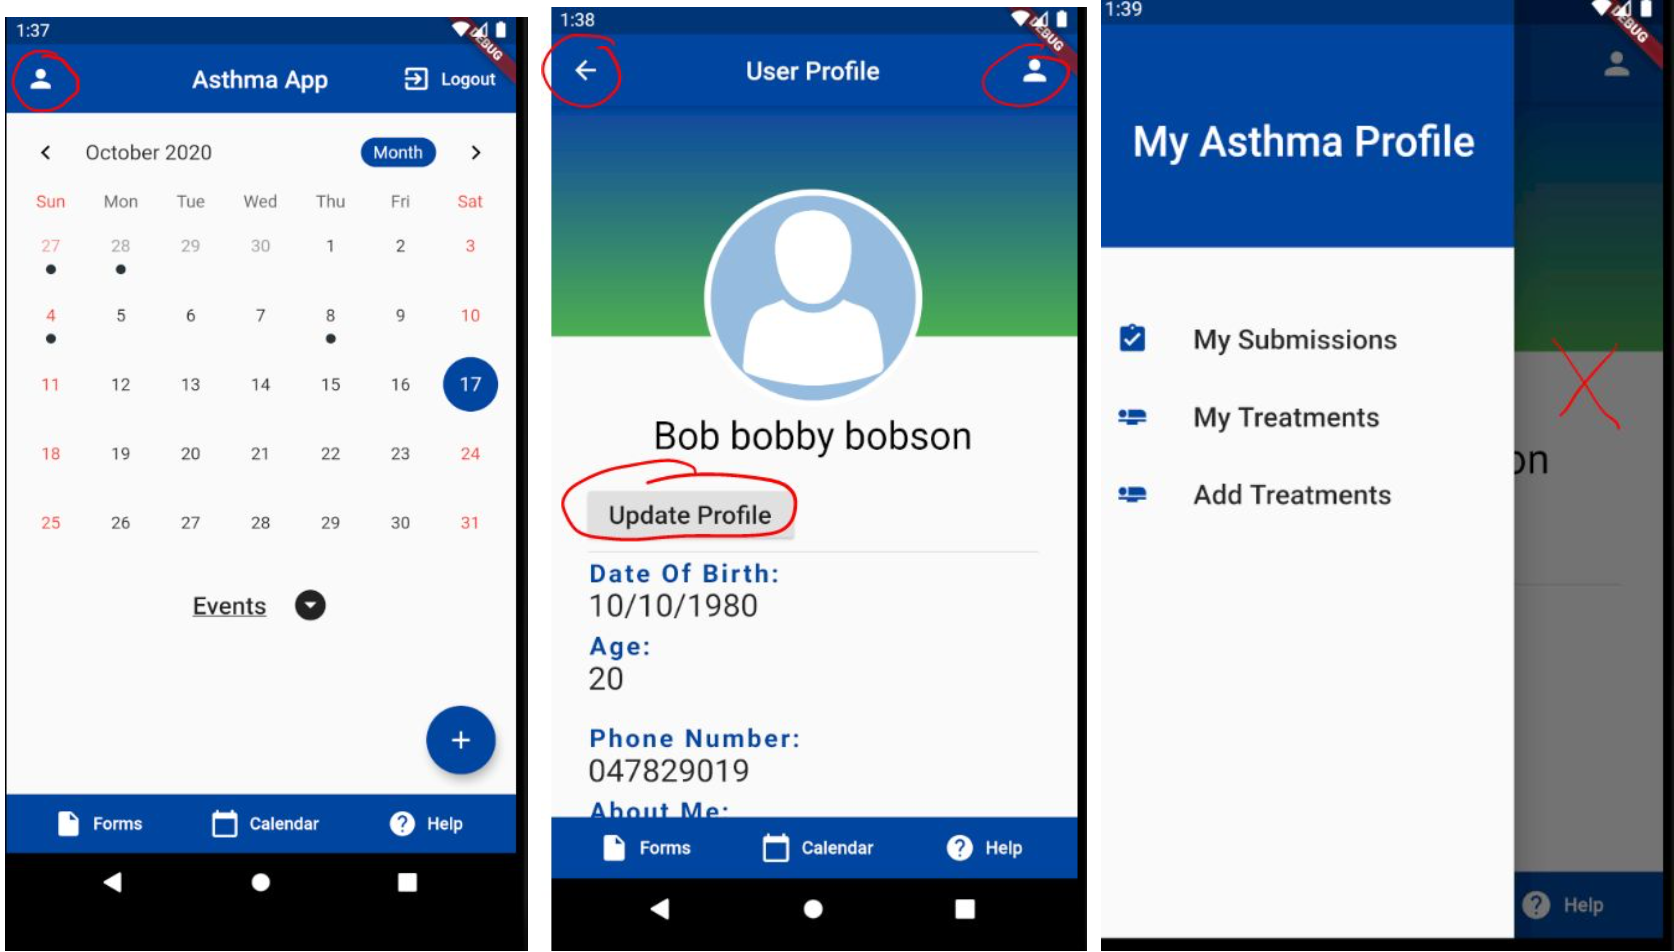 1:37
DEBUG
Asthma App
Logout
October 2020
Month
Sun Mon Tue Wed Thu Fri Sat
27 28 29 30 1 2 3
4 5 6 7 8 9 10
11 12 13 14 15 16 17
18 19 20 21 22 23 24
25 26 27 28 29 30 31
Events
+
Forms Calendar ? Help
1:38
DEBUG
User Profile
Bob bobby bobson
Update Profile
Date Of Birth:
10/10/1980
Age:
20
Phone Number:
047829019
About Me:
Forms Calendar ? Help
1:39
DEBUG
My Asthma Profile
My Submissions
My Treatments
Add Treatments
on
? Help